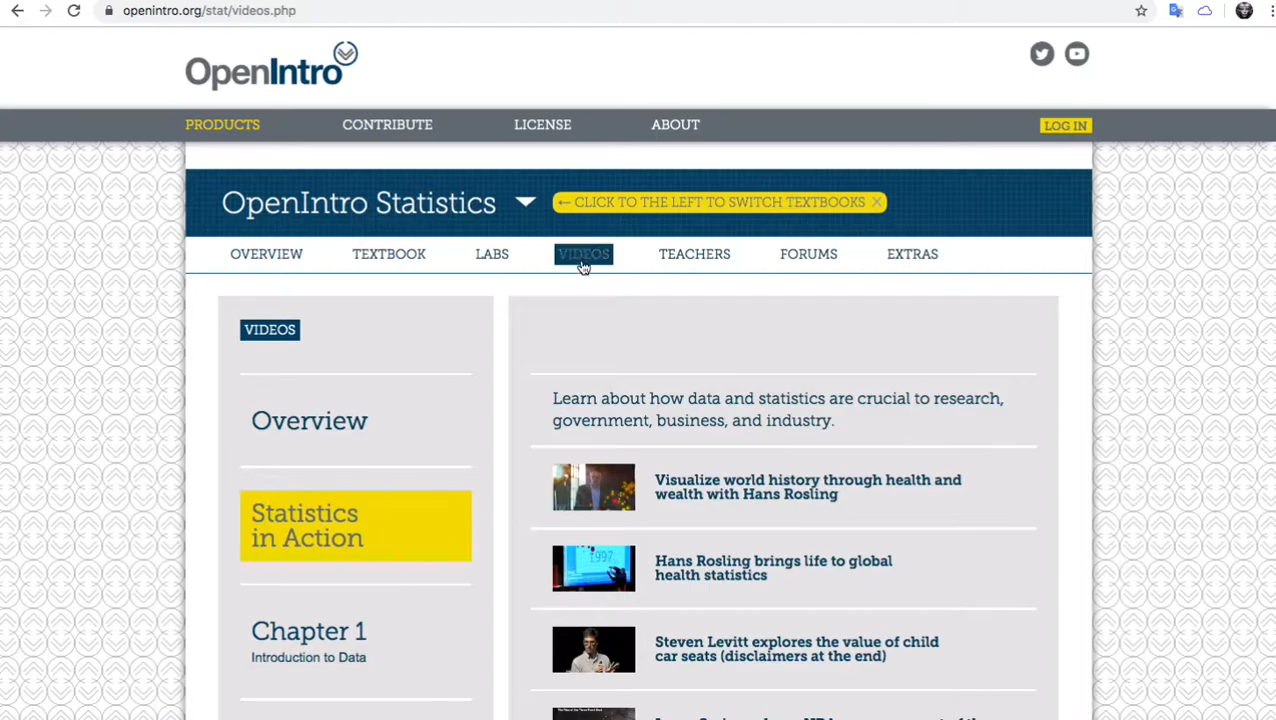 openintro.org/stat/videos.php
OpenIntro
PRODUCTS CONTRIBUTE LICENSE ABOUT LOG IN
OpenIntro Statistics ← CLICK TO THE LEFT TO SWITCH TEXTBOOKS ×
OVERVIEW TEXTBOOK LABS VIDEOS TEACHERS FORUMS EXTRAS
VIDEOS
Overview
Statistics
in Action
Chapter 1
Introduction to Data
Learn about how data and statistics are crucial to research,
government, business, and industry.
Visualize world history through health and
wealth with Hans Rosling
1997
Hans Rosling brings life to global
health statistics
Steven Levitt explores the value of child
car seats (disclaimers at the end)